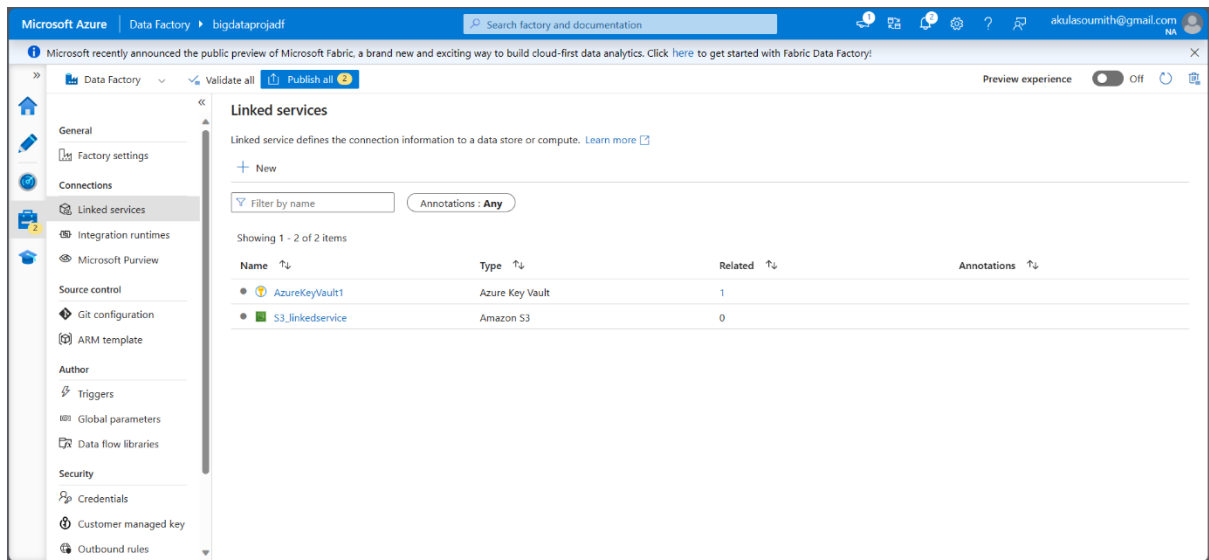 Microsoft Azure Data Factory bigdataprojadf Search factory and documentation 1 2 akulasoumith@gmail.com
NA
Microsoft recently announced the public preview of Microsoft Fabric, a brand new and exciting way to build cloud-first data analytics. Click here to get started with Fabric Data Factory!
Data Factory Validate all Publish all 2 Preview experience Off
Linked services
Linked service defines the connection information to a data store or compute. Learn more
New
Filter by name Annotations : Any
Showing 1 - 2 of 2 items
Name Type Related Annotations
AzureKeyVault1 Azure Key Vault 1
S3_linkedservice Amazon S3 0
2
General
Factory settings
Connections
Linked services
Integration runtimes
Microsoft Purview
Source control
Git configuration
ARM template
Author
Triggers
Global parameters
Data flow libraries
Security
Credentials
Customer managed key
Outbound rules